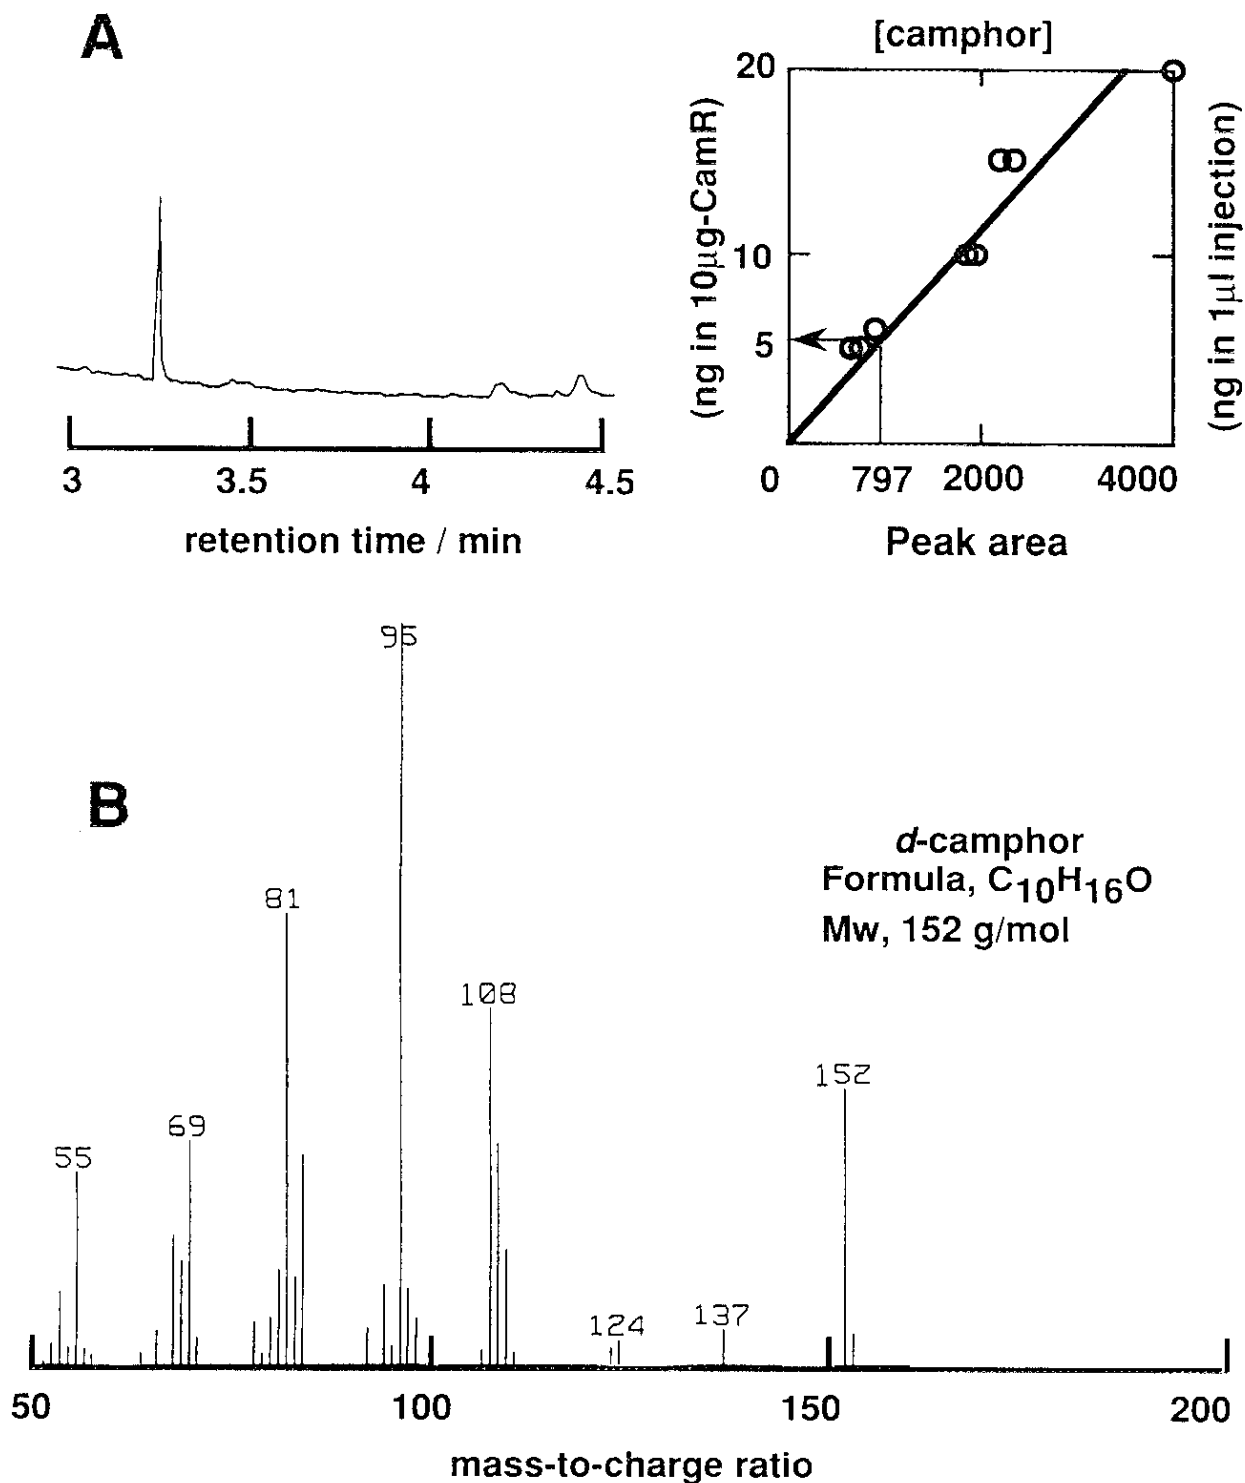 A
[camphor]
20
10
5
(ng in 10µg-CamR)
(ng in 1µl injection)
3
3.5
4
4.5
0
797
2000
4000
retention time / min
Peak area
B
95
81
108
152
69
55
124
137
d-camphor
Formula, C₁₀H₁₆O
Mw, 152 g/mol
50
100
150
200
mass-to-charge ratio